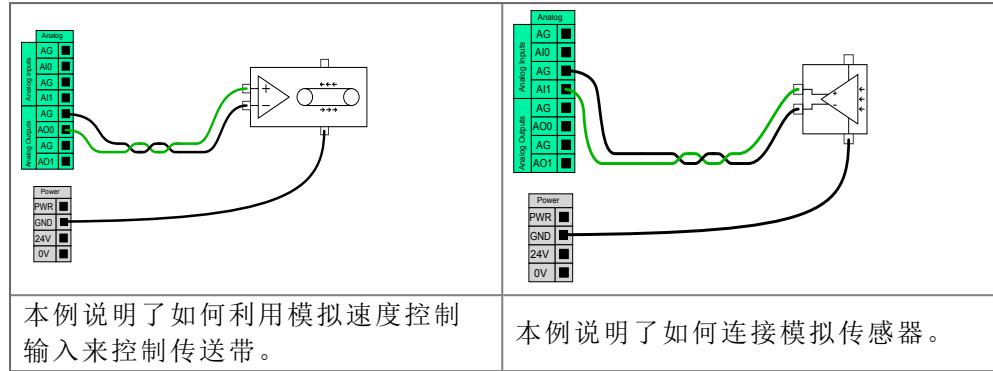 Analog
Analog Inputs
AG
AI0
AG
AI1
Analog Outputs
AG
AO0
AG
AO1
Power
PWR
GND
24V
0V
+
−
本例说明了如何利用模拟速度控制
输入来控制传送带。
Analog
Analog Inputs
AG
AI0
AG
AI1
Analog Outputs
AG
AO0
AG
AO1
Power
PWR
GND
24V
0V
+
-
本例说明了如何连接模拟传感器。